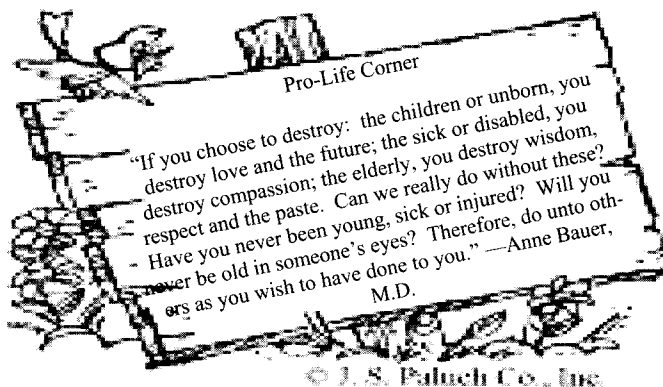 Pro-Life Corner
“If you choose to destroy:  the children or unborn, you
destroy love and the future; the sick or disabled, you
destroy compassion; the elderly, you destroy wisdom,
respect and the paste.  Can we really do without these?
Have you never been young, sick or injured?  Will you
never be old in someone’s eyes?  Therefore, do unto oth-
ers as you wish to have done to you.” —Anne Bauer,
M.D.
© J. S. Paluch Co., Inc.